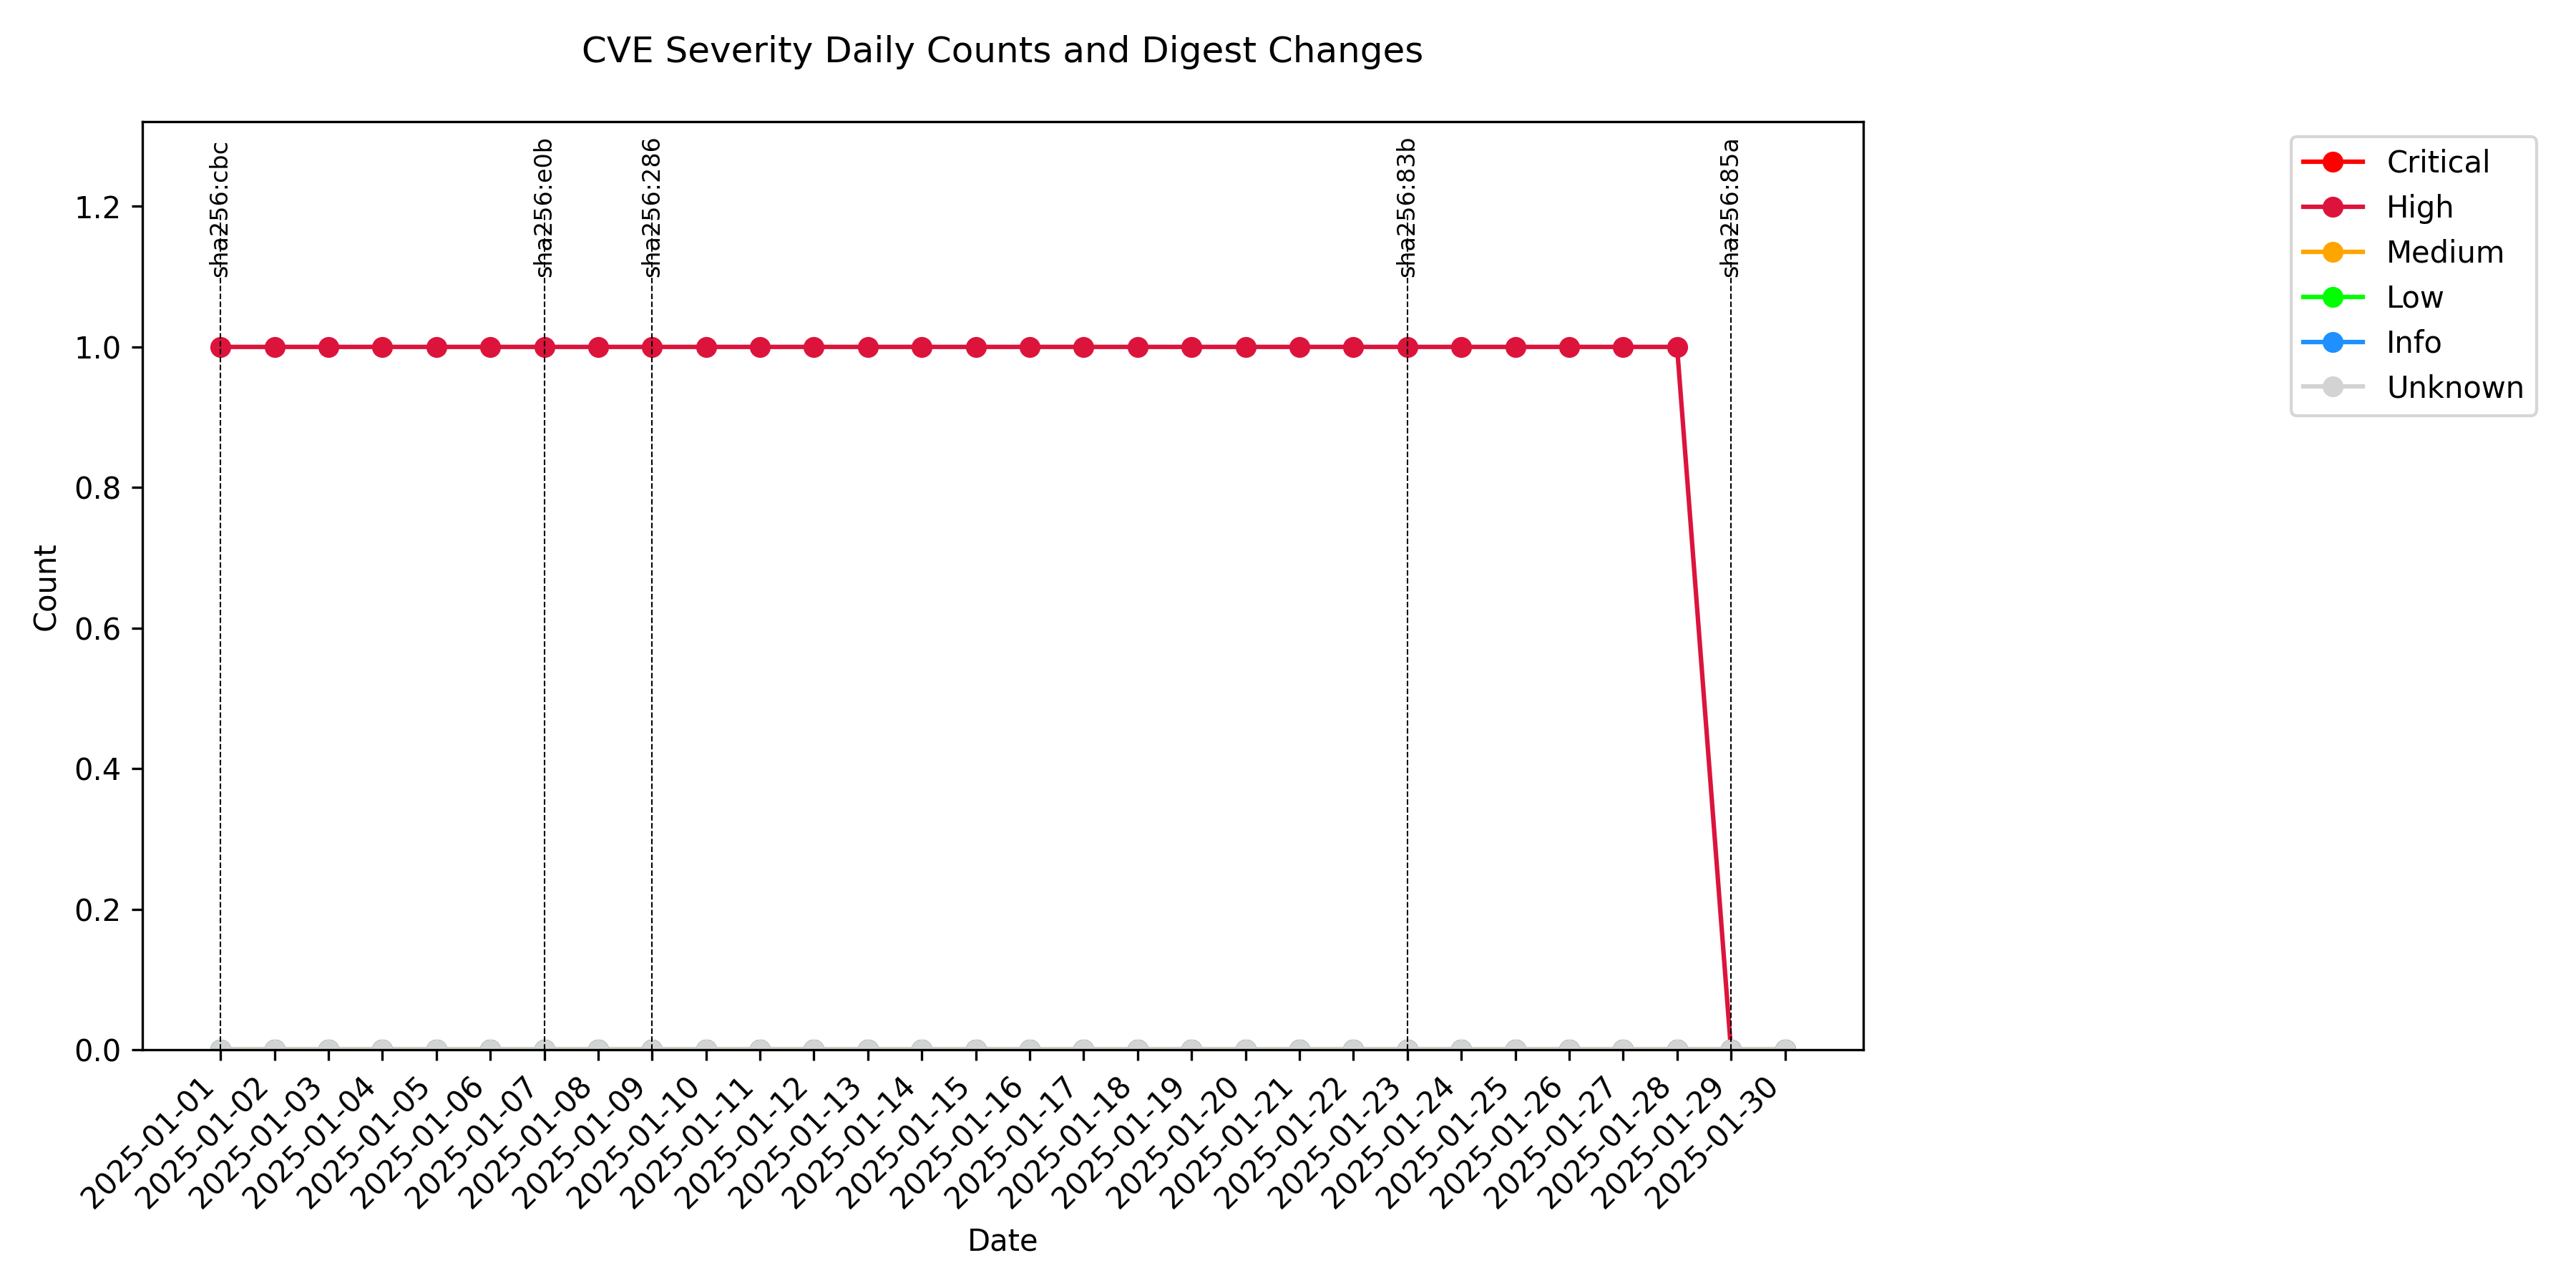 CVE Severity Daily Counts and Digest Changes
sha256:cbc
sha256:e0b
sha256:286
sha256:83b
sha256:85a
Critical
High
Medium
Low
Info
Unknown
Count
1.2
1.0
0.8
0.6
0.4
0.2
0.0
2025-01-01
2025-01-02
2025-01-03
2025-01-04
2025-01-05
2025-01-06
2025-01-07
2025-01-08
2025-01-09
2025-01-10
2025-01-11
2025-01-12
2025-01-13
2025-01-14
2025-01-15
2025-01-16
2025-01-17
2025-01-18
2025-01-19
2025-01-20
2025-01-21
2025-01-22
2025-01-23
2025-01-24
2025-01-25
2025-01-26
2025-01-27
2025-01-28
2025-01-29
2025-01-30
Date